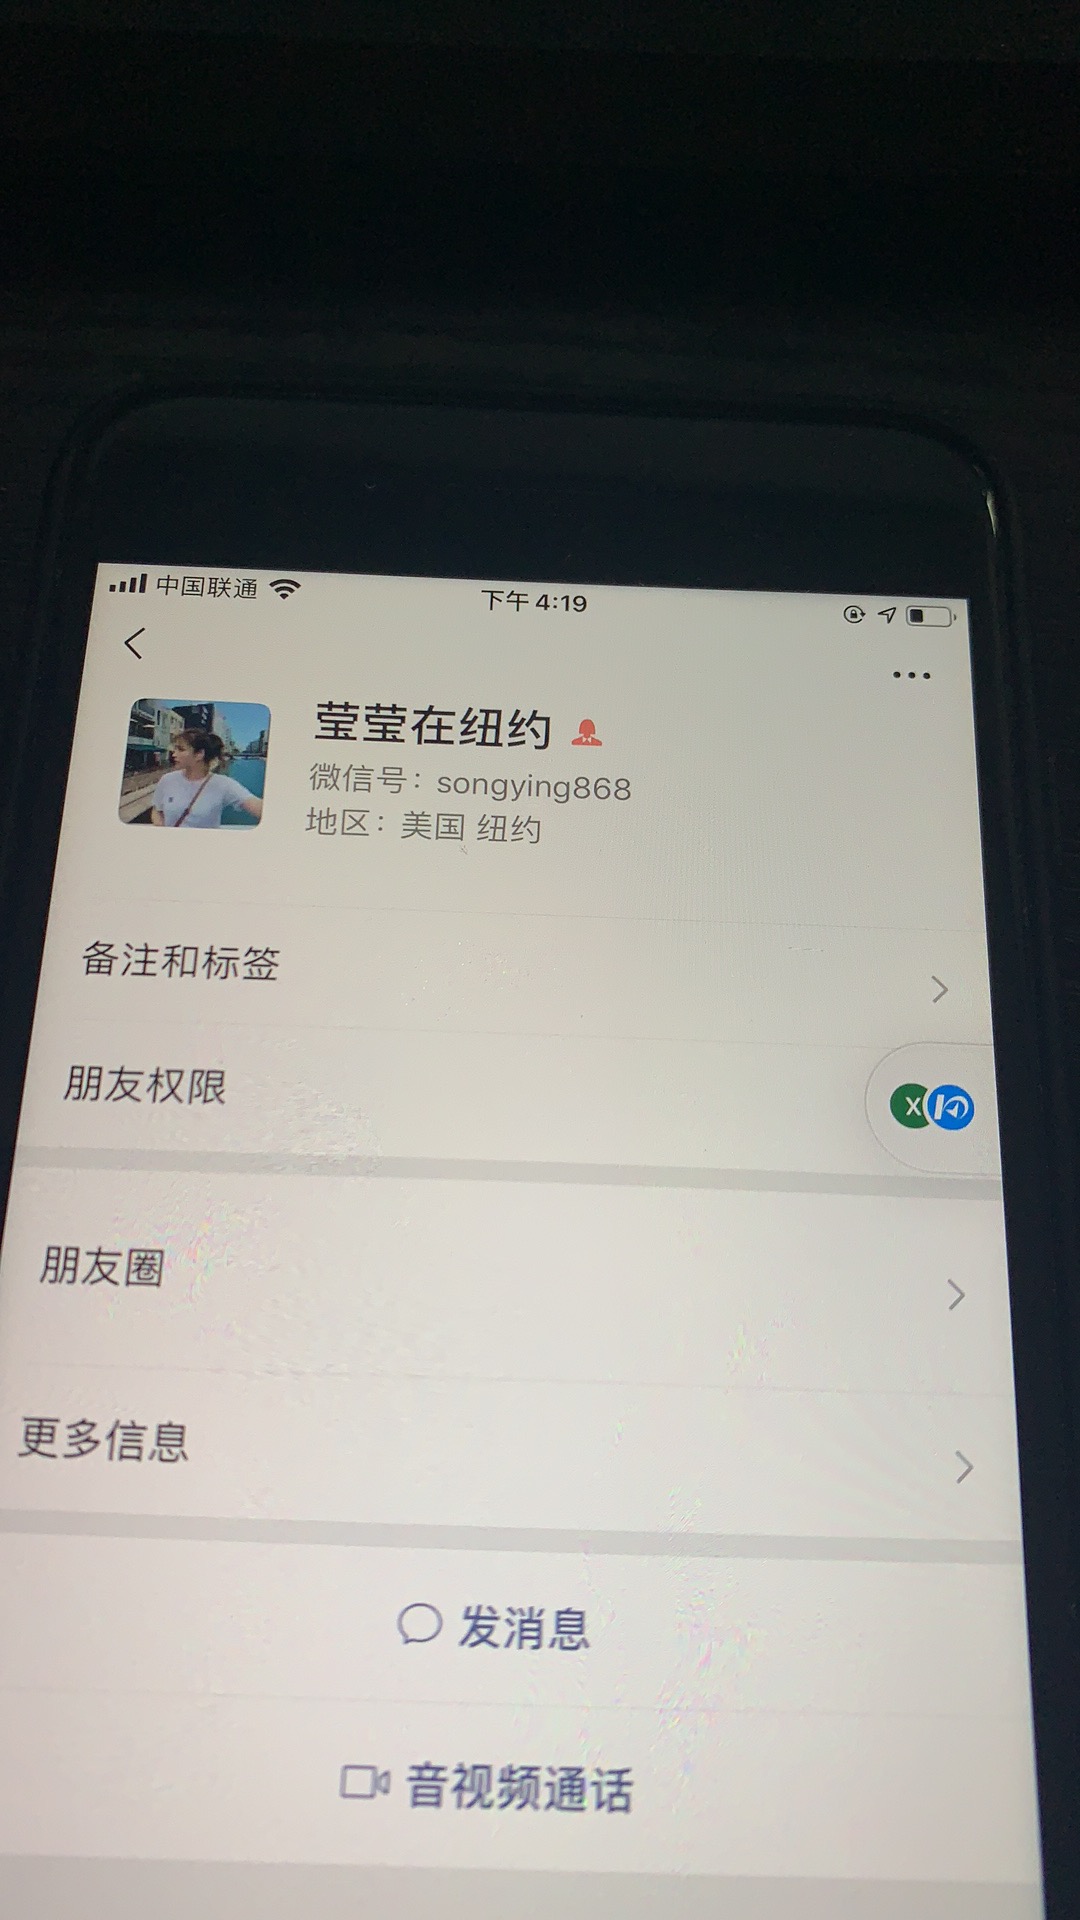 中国联通
下午 4:19
莹莹在纽约
微信号：songying868
地区：美国 纽约
备注和标签
朋友权限
X
朋友圈
更多信息
发消息
音视频通话